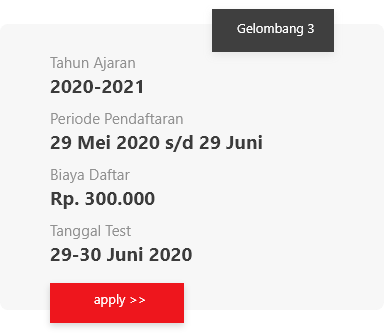 Gelombang 3
Tahun Ajaran
2020-2021
Periode Pendaftaran
29 Mei 2020 s/d 29 Juni
Biaya Daftar
Rp. 300.000
Tanggal Test
29-30 Juni 2020
apply >>